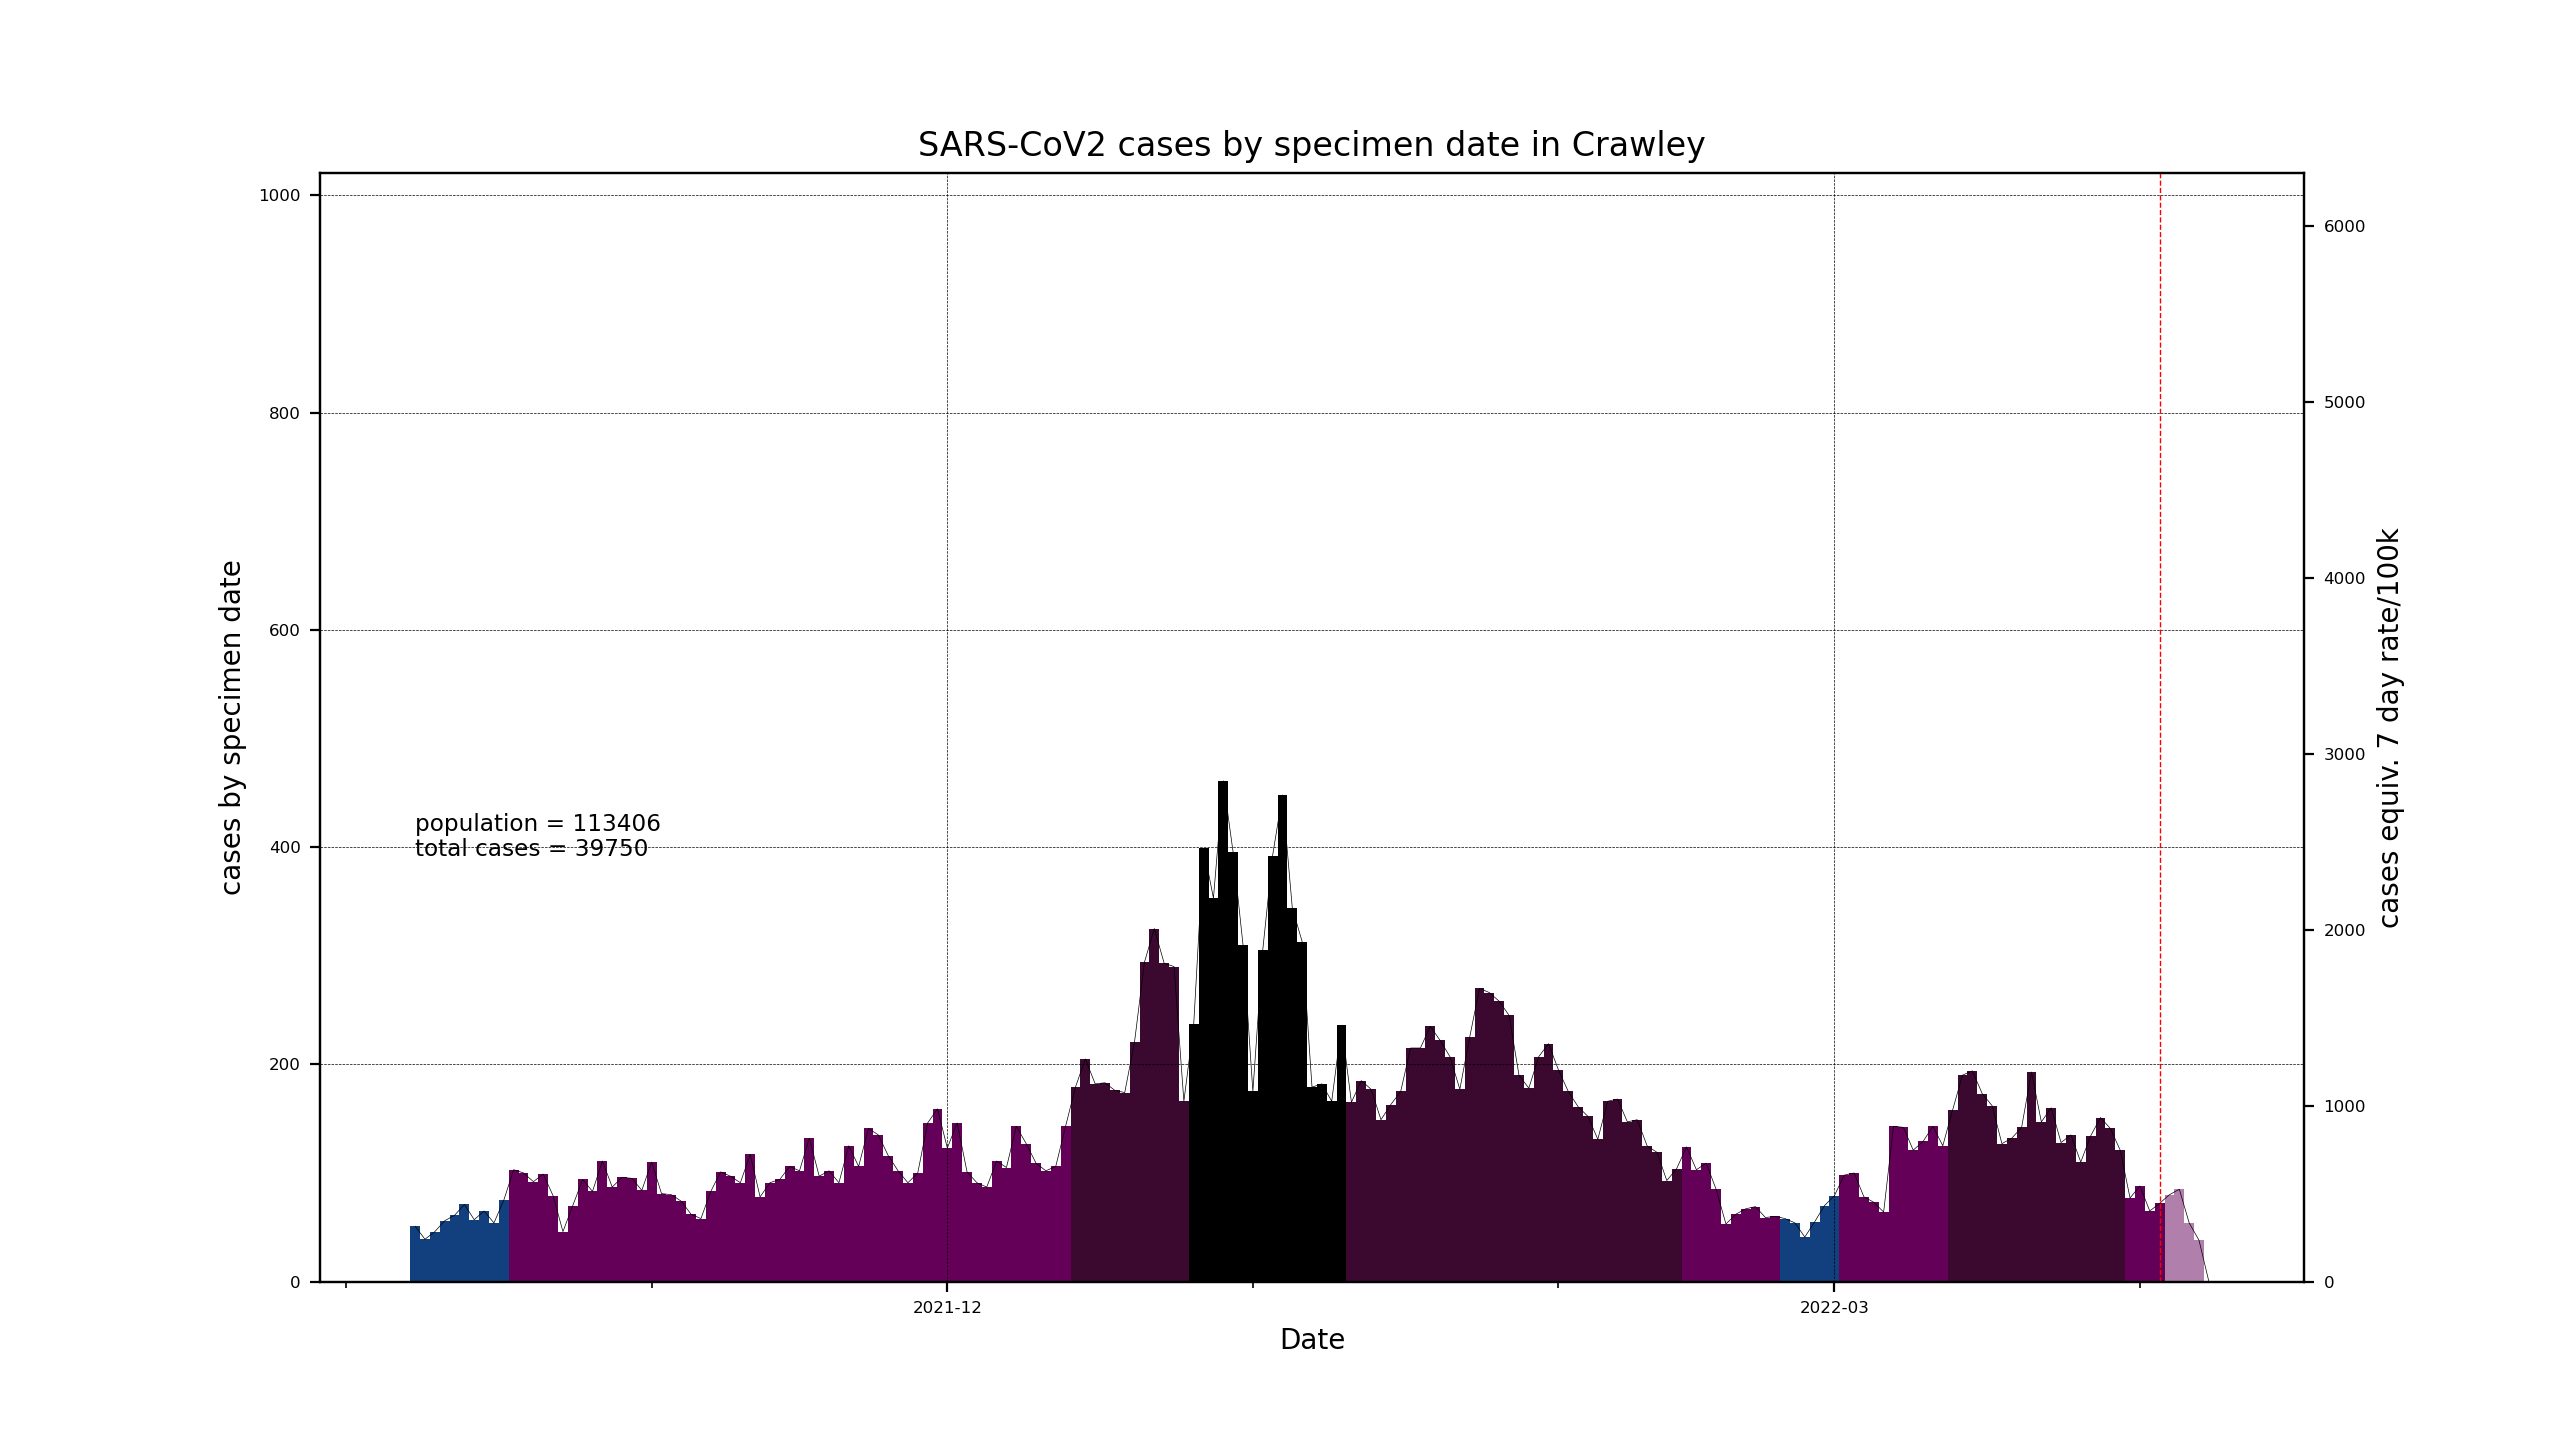 SARS-CoV2 cases by specimen date in Crawley
cases by specimen date
1000
800
600
400
200
0
population = 113406
total cases = 39750
6000
5000
4000
3000
2000
1000
0
cases equiv. 7 day rate/100k
2021-12
2022-03
Date